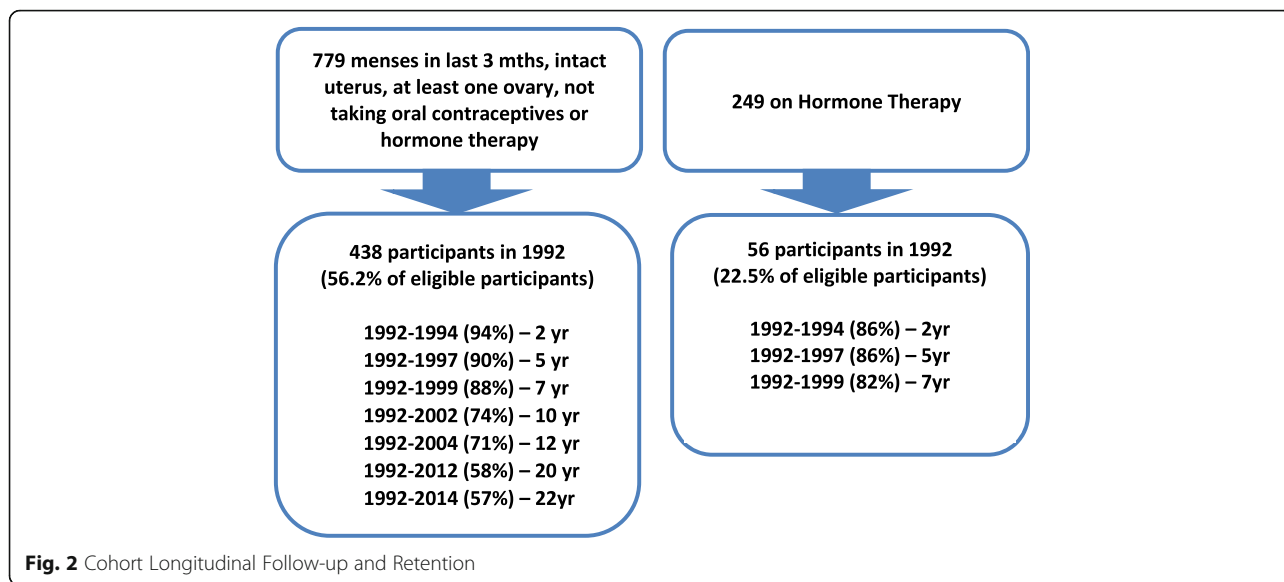 779 menses in last 3 mths, intact
uterus, at least one ovary, not
taking oral contraceptives or
hormone therapy
249 on Hormone Therapy
438 participants in 1992
(56.2% of eligible participants)
1992-1994 (94%) – 2 yr
1992-1997 (90%) – 5 yr
1992-1999 (88%) – 7 yr
1992-2002 (74%) – 10 yr
1992-2004 (71%) – 12 yr
1992-2012 (58%) – 20 yr
1992-2014 (57%) – 22yr
56 participants in 1992
(22.5% of eligible participants)
1992-1994 (86%) – 2yr
1992-1997 (86%) – 5yr
1992-1999 (82%) – 7yr
Fig. 2 Cohort Longitudinal Follow-up and Retention